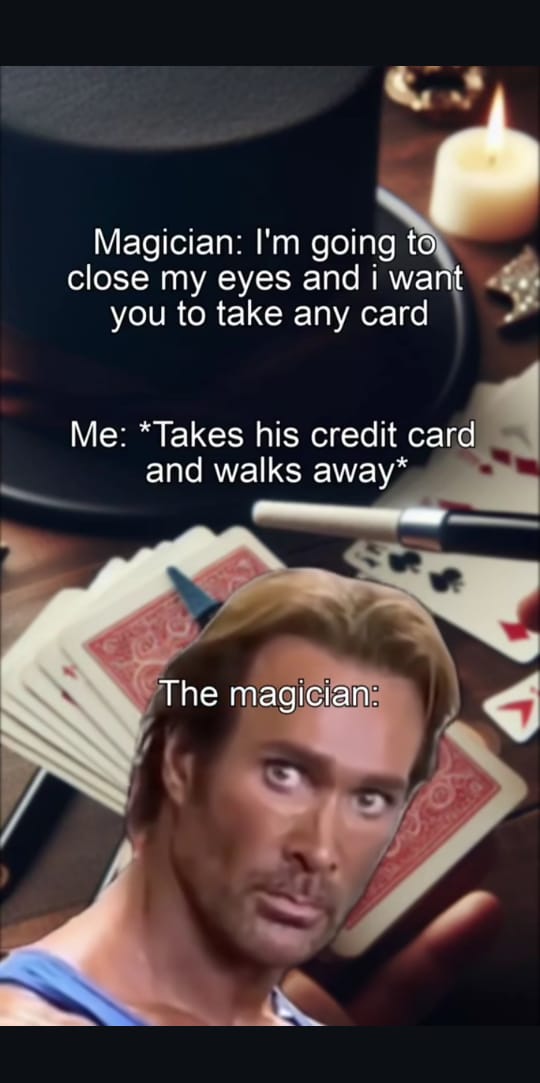 Magician: I'm going to
close my eyes and i want
you to take any card
Me: *Takes his credit card
and walks away*
The magician: